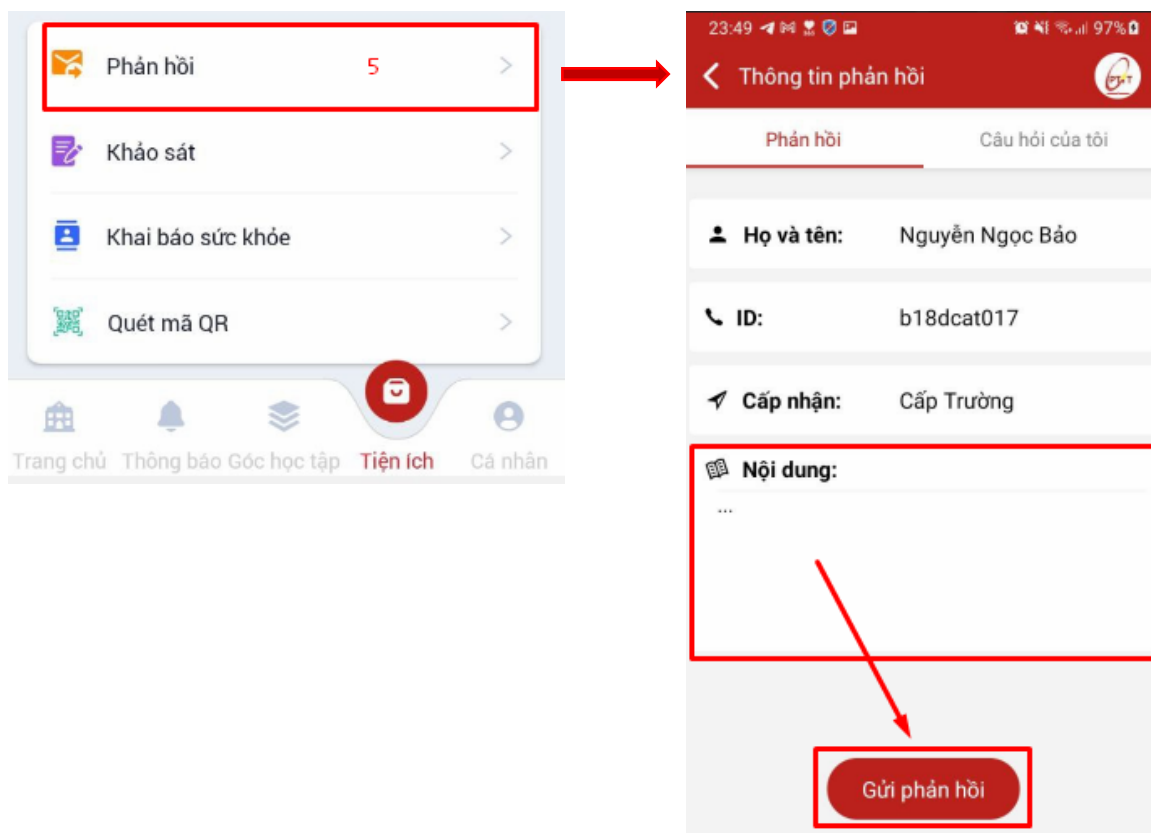 Phản hồi
5
Khảo sát
Khai báo sức khỏe
Quét mã QR
Trang chủ Thông báo Góc học tập Tiện ích Cá nhân
23:49 97%
Thông tin phản hồi
PTIT
Phản hồi Câu hỏi của tôi
Họ và tên: Nguyễn Ngọc Bảo
ID: b18dcat017
Cấp nhận: Cấp Trường
Nội dung:
...
Gửi phản hồi